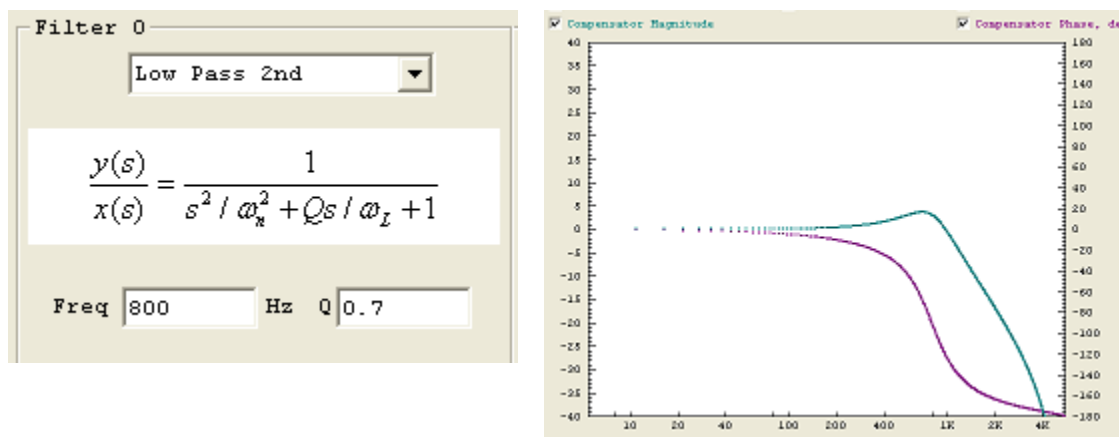 Filter 0
Low Pass 2nd
y(s)/x(s) = 1/(s²/ω_n² + Qs/ω_L + 1)
Freq 800 Hz Q 0.7
Compensator Magnitude
Compensator Phase, de
40 180
35 160
30 140
25 120
20 100
15 80
10 60
5 40
0 20
-5 0
-10 -20
-15 -40
-20 -60
-25 -80
-30 -100
-35 -120
-40 -140
-160
-180
10 20 40 100 200 400 1K 2K 4K